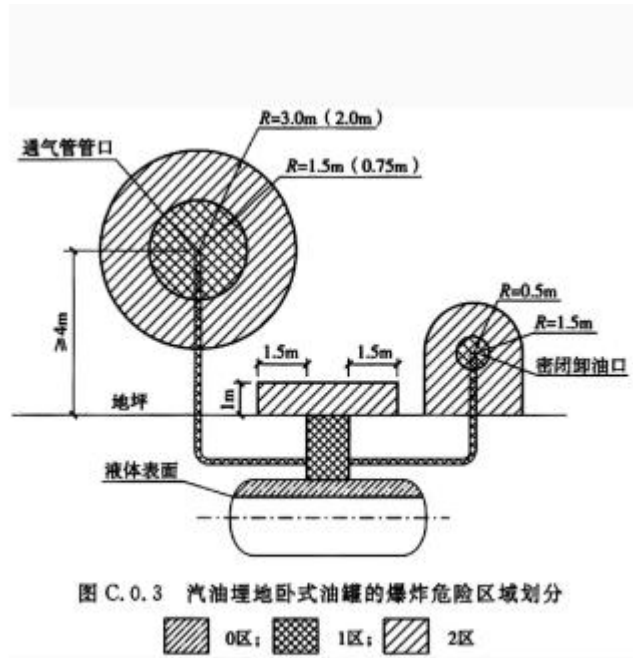 R=3.0m（2.0m）
通气管管口
R=1.5m（0.75m）
≥4m
R=0.5m
R=1.5m
1.5m
1.5m
密闭卸油口
1m
地坪
液体表面
图 C.0.3 汽油埋地卧式油罐的爆炸危险区域划分
0区； 1区； 2区